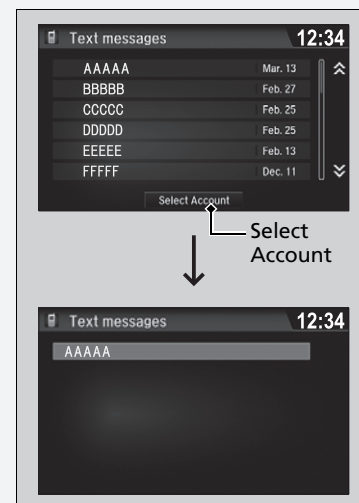 Text messages 12:34
AAAAA Mar. 13
BBBBB Feb. 27
CCCCC Feb. 25
DDDDD Feb. 25
EEEEE Feb. 13
FFFFF Dec. 11
Select Account
Select
Account
Text messages 12:34
AAAAA